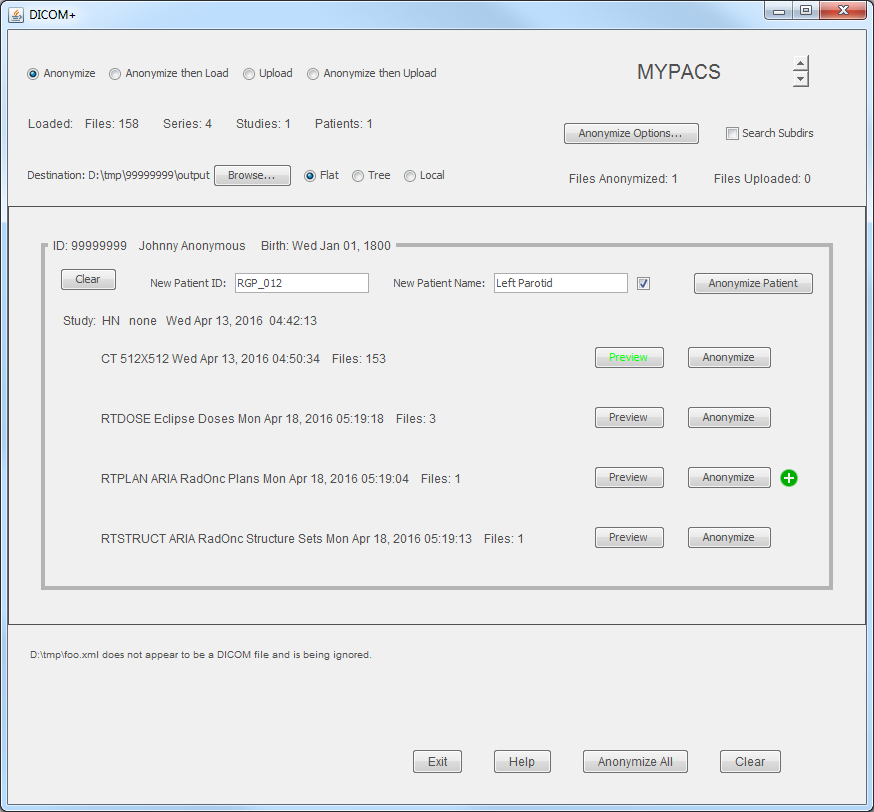 DICOM+
Anonymize Anonymize then Load Upload Anonymize then Upload MYPACS
Loaded: Files: 158 Series: 4 Studies: 1 Patients: 1
Anonymize Options... Search Subdirs
Destination: D:\tmp\99999999\output Browse... Flat Tree Local
Files Anonymized: 1 Files Uploaded: 0
ID: 99999999 Johnny Anonymous Birth: Wed Jan 01, 1800
Clear New Patient ID: RGP_012 New Patient Name: Left Parotid Anonymize Patient
Study: HN none Wed Apr 13, 2016 04:42:13
CT 512X512 Wed Apr 13, 2016 04:50:34 Files: 153 Preview Anonymize
RTDOSE Eclipse Doses Mon Apr 18, 2016 05:19:18 Files: 3 Preview Anonymize
RTPLAN ARIA RadOnc Plans Mon Apr 18, 2016 05:19:04 Files: 1 Preview Anonymize
RTSTRUCT ARIA RadOnc Structure Sets Mon Apr 18, 2016 05:19:13 Files: 1 Preview Anonymize
D:\tmp\foo.xml does not appear to be a DICOM file and is being ignored.
Exit Help Anonymize All Clear